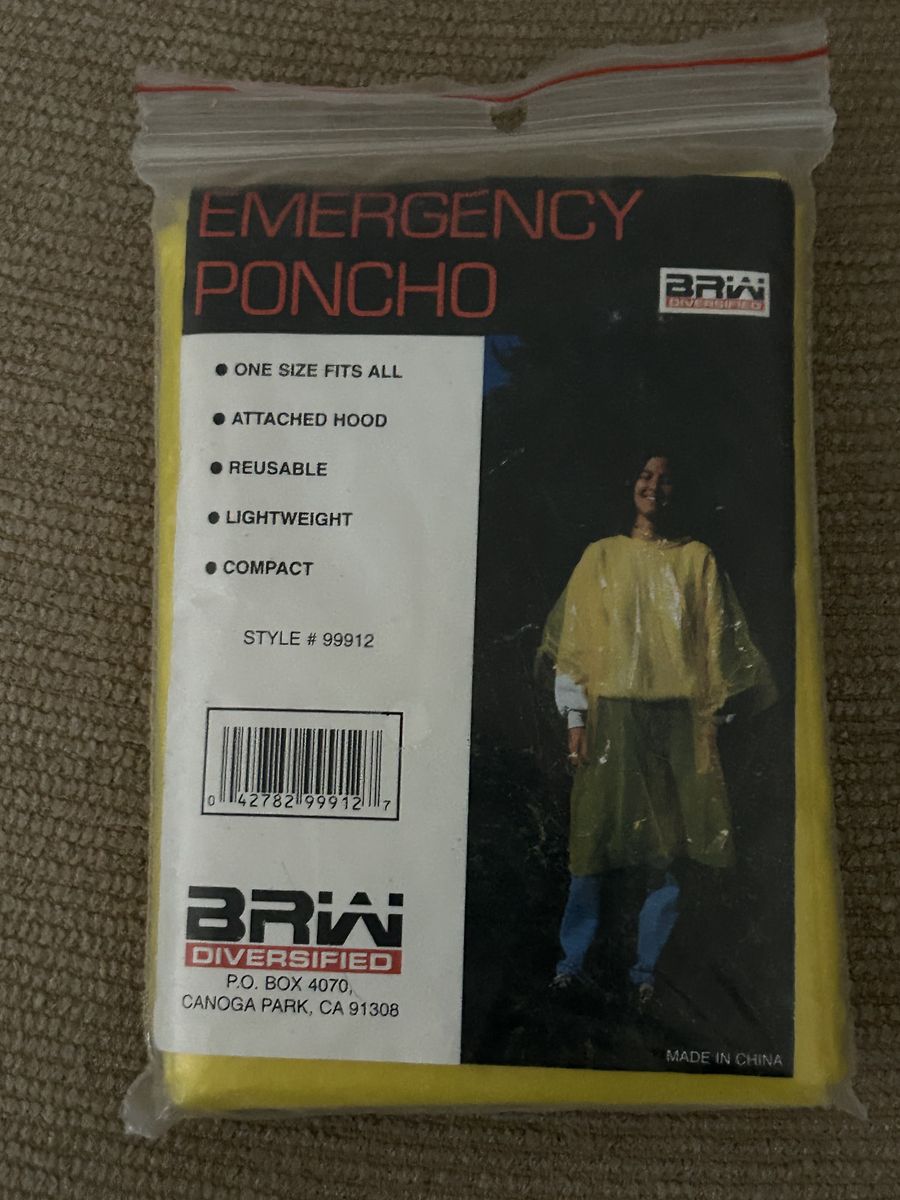 EMERGENCY
PONCHO
BRW
DIVERSIFIED
ONE SIZE FITS ALL
ATTACHED HOOD
REUSABLE
LIGHTWEIGHT
COMPACT
STYLE # 99912
0 42782 99912 7
BRW
DIVERSIFIED
P.O. BOX 4070,
CANOGA PARK, CA 91308
MADE IN CHINA